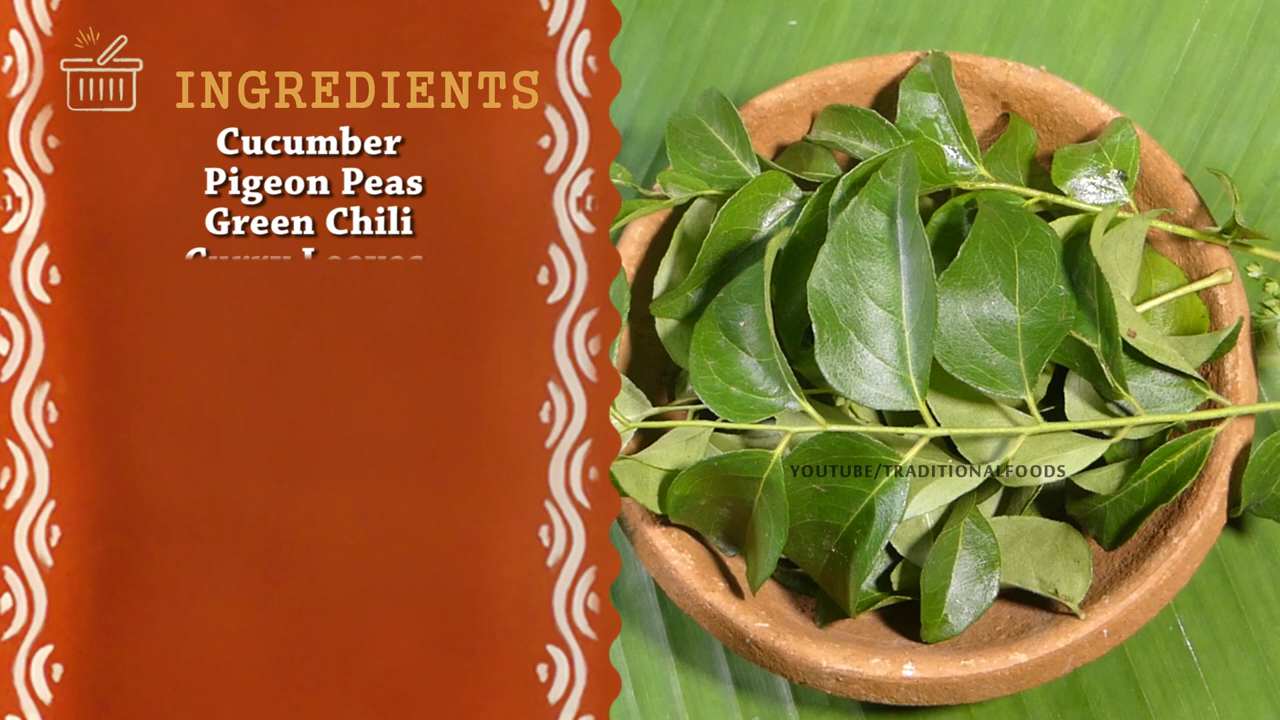 INGREDIENTS
Cucumber
Pigeon Peas
Green Chili
YOUTUBE/TRADITIONALFOODS